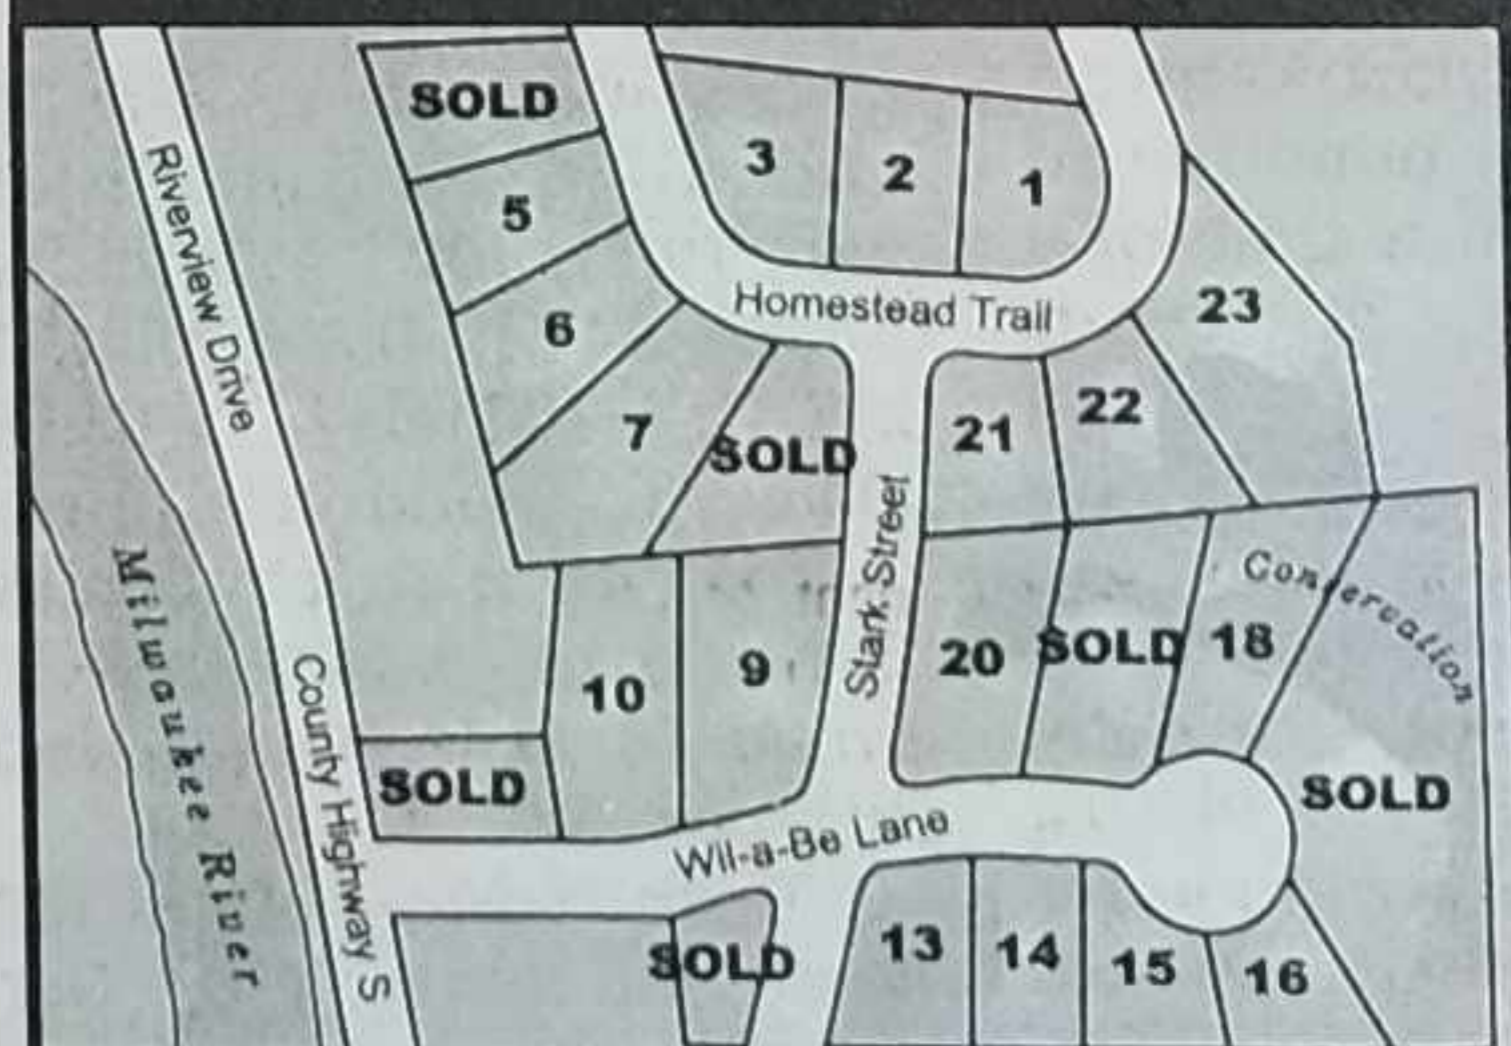 SOLD
3
2
1
5
6
23
Homestead Trail
Riverview Drive
7
SOLD
21
22
Stark Street
Conservation
Milwaukee River
10
9
20
SOLD
18
County Highway S
SOLD
SOLD
Wil-a-Be Lane
SOLD
13
14
15
16